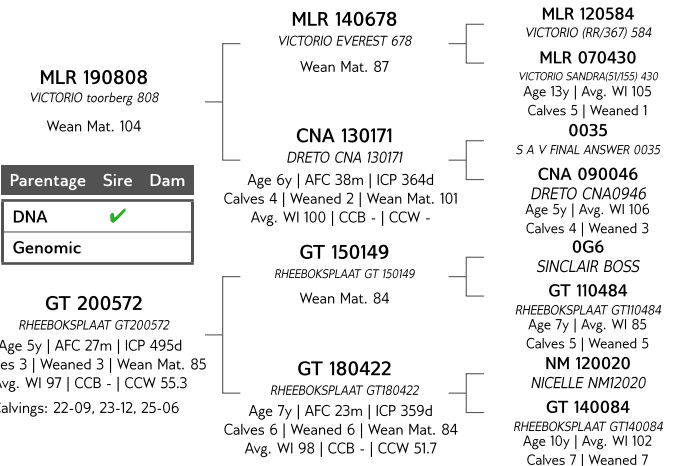 MLR 190808
VICTORIO toorberg 808
Wean Mat. 104
Parentage Sire Dam
DNA ✔
Genomic
GT 200572
RHEEBOKSPLAAT GT200572
Age 5y | AFC 27m | ICP 495d
es 3 | Weaned 3 | Wean Mat. 85
vg. WI 97 | CCB - | CCW 55.3
alvings: 22-09, 23-12, 25-06
MLR 140678
VICTORIO EVEREST 678
Wean Mat. 87
CNA 130171
DRETO CNA 130171
Age 6y | AFC 38m | ICP 364d
Calves 4 | Weaned 2 | Wean Mat. 101
Avg. WI 100 | CCB - | CCW -
GT 150149
RHEEBOKSPLAAT GT 150149
Wean Mat. 84
GT 180422
RHEEBOKSPLAAT GT180422
Age 7y | AFC 23m | ICP 359d
Calves 6 | Weaned 6 | Wean Mat. 84
Avg. WI 98 | CCB - | CCW 51.7
MLR 120584
VICTORIO (RR/367) 584
MLR 070430
VICTORIO SANDRA(51/155) 430
Age 13y | Avg. WI 105
Calves 5 | Weaned 1
0035
S A V FINAL ANSWER 0035
CNA 090046
DRETO CNA0946
Age 5y | Avg. WI 106
Calves 4 | Weaned 3
0G6
SINCLAIR BOSS
GT 110484
RHEEBOKSPLAAT GT110484
Age 7y | Avg. WI 85
Calves 5 | Weaned 5
NM 120020
NICELLE NM12020
GT 140084
RHEEBOKSPLAAT GT140084
Age 10y | Avg. WI 102
Calves 7 | Weaned 7